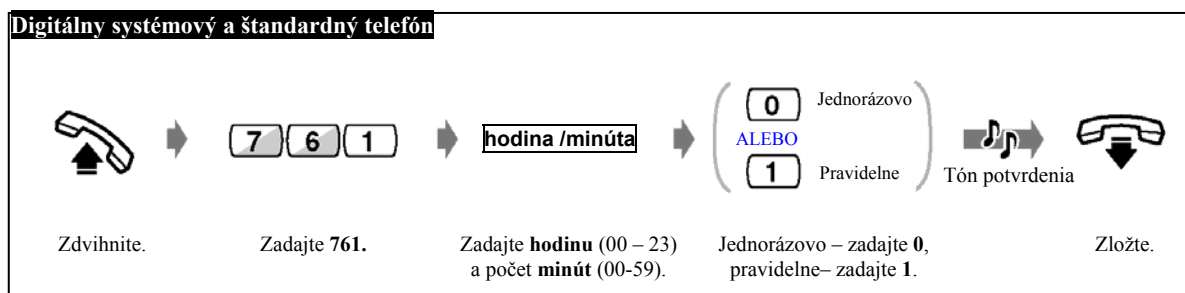 Digitálny systémový a štandardný telefón
7 6 1
hodina /minúta
0 Jednorázovo
ALEBO
1 Pravidelne
Tón potvrdenia
Zdvihnite.
Zadajte 761.
Zadajte hodinu (00 – 23)
a počet minút (00-59).
Jednorázovo – zadajte 0,
pravidelne– zadajte 1.
Zložte.